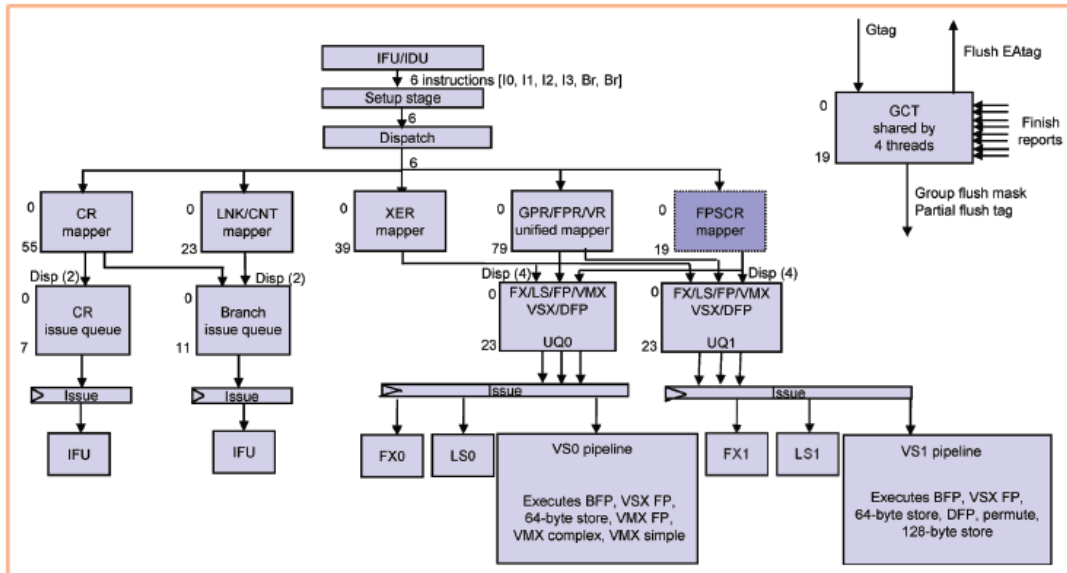 IFU/IDU
6 instructions [I0, I1, I2, I3, Br, Br]
Setup stage
6
Dispatch
6
Gtag
Flush EAtag
0
GCT
shared by
4 threads
19
Finish
reports
Group flush mask
Partial flush tag
0
CR
mapper
55
0
LNK/CNT
mapper
23
0
XER
mapper
39
0
GPR/FPR/VR
unified mapper
79
0
FPSCR
mapper
19
Disp (2)
Disp (2)
Disp (4)
Disp (4)
0
CR
issue queue
7
0
Branch
issue queue
11
0
FX/LS/FP/VMX
VSX/DFP
UQ0
23
0
FX/LS/FP/VMX
VSX/DFP
UQ1
23
Issue
Issue
Issue
Issue
IFU
IFU
FX0
LS0
VS0 pipeline
Executes BFP, VSX FP,
64-byte store, VMX FP,
VMX complex, VMX simple
FX1
LS1
VS1 pipeline
Executes BFP, VSX FP,
64-byte store, DFP, permute,
128-byte store